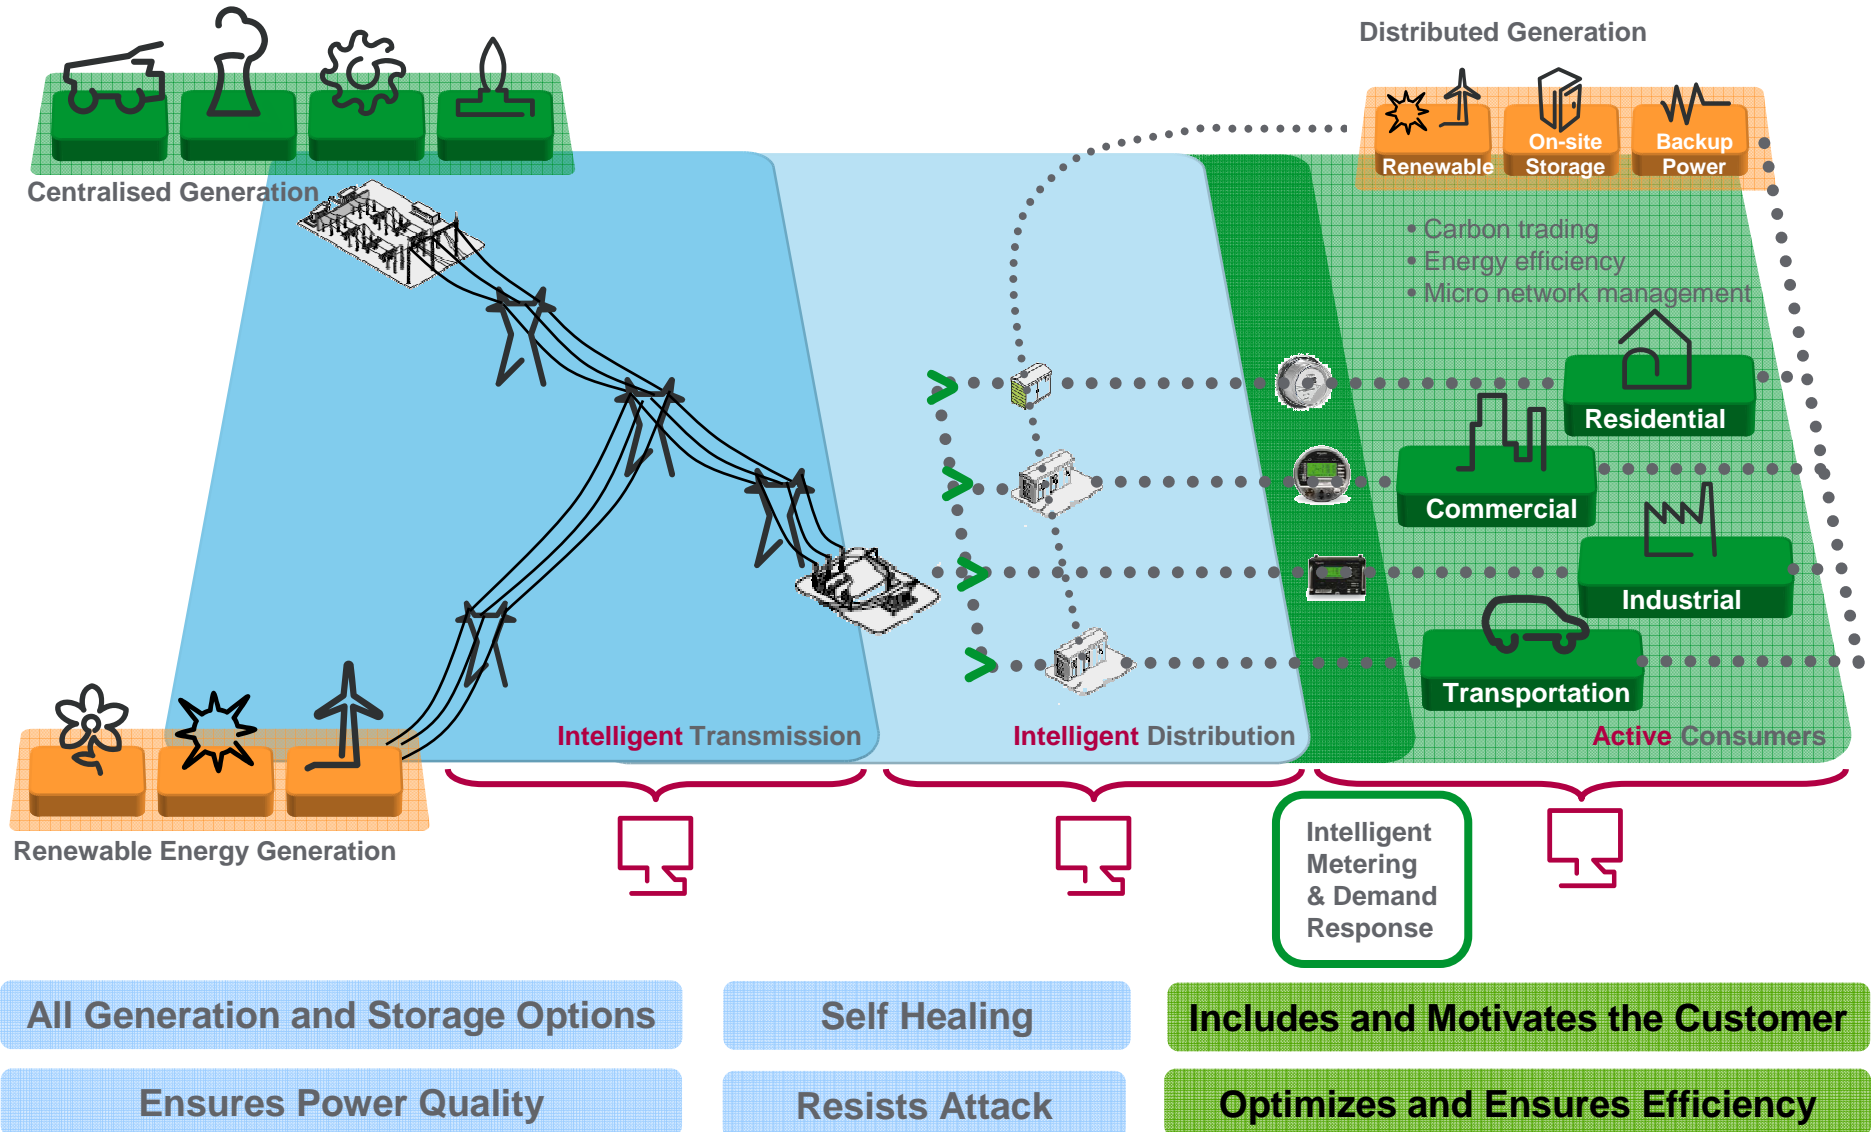 Distributed Generation
Renewable
On-site
Storage
Backup
Power
Centralised Generation
• Carbon trading
• Energy efficiency
• Micro network management
Residential
Commercial
Industrial
Transportation
Intelligent Transmission
Intelligent Distribution
Active Consumers
Renewable Energy Generation
Intelligent
Metering
& Demand
Response
All Generation and Storage Options
Self Healing
Includes and Motivates the Customer
Ensures Power Quality
Resists Attack
Optimizes and Ensures Efficiency